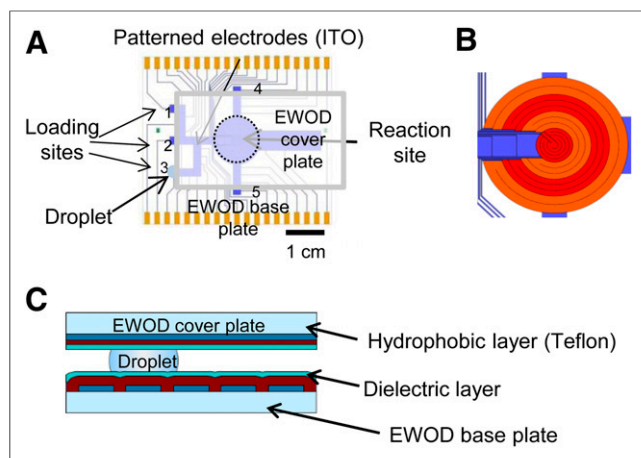 A
Patterned electrodes (ITO)
B
1
4
Loading
sites
2
EWOD
cover
plate
Reaction
site
3
Droplet
5
EWOD base
plate
1 cm
C
EWOD cover plate
Hydrophobic layer (Teflon)
Droplet
Dielectric layer
EWOD base plate